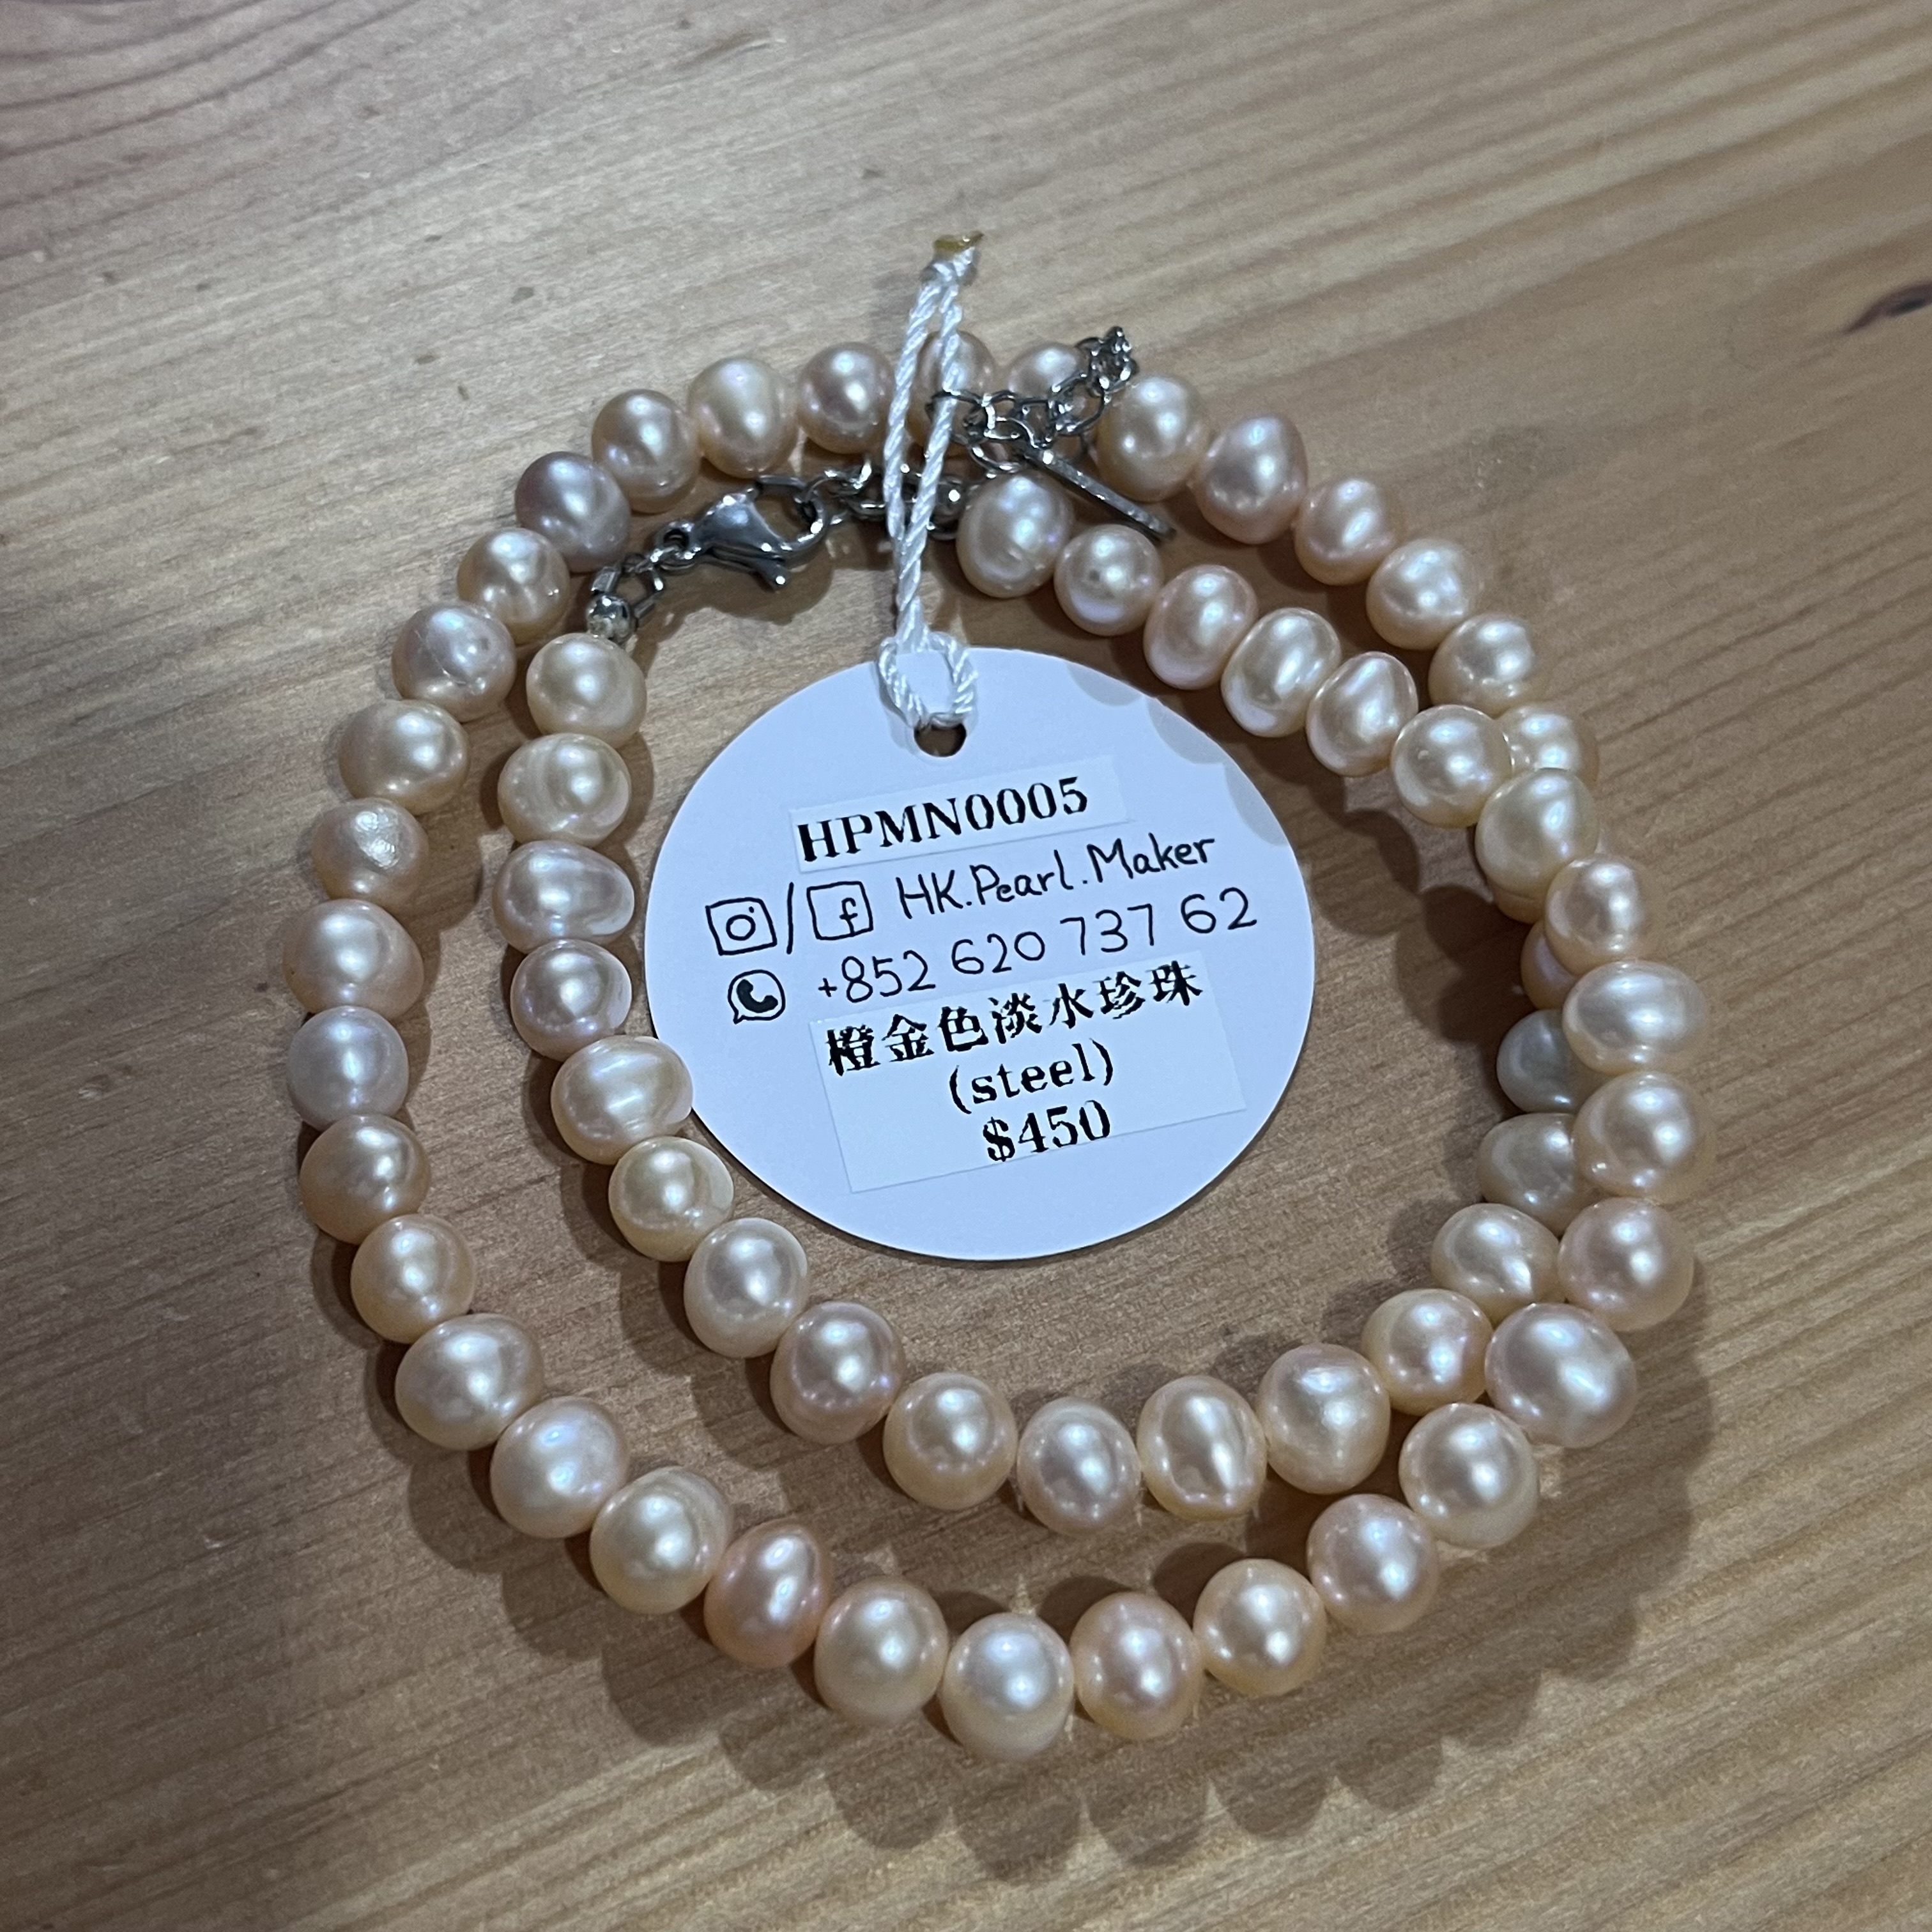 HPMN0005
/ HK.Pearl.Maker
+852 620 737 62
橙金色淡水珍珠
(steel)
$450